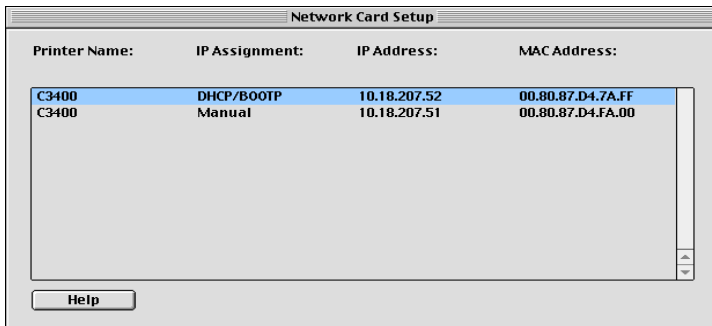 Network Card Setup
Printer Name: IP Assignment: IP Address: MAC Address:
C3400 DHCP/BOOTP 10.18.207.52 00.80.87.D4.7A.FF
C3400 Manual 10.18.207.51 00.80.87.D4.FA.00
Help